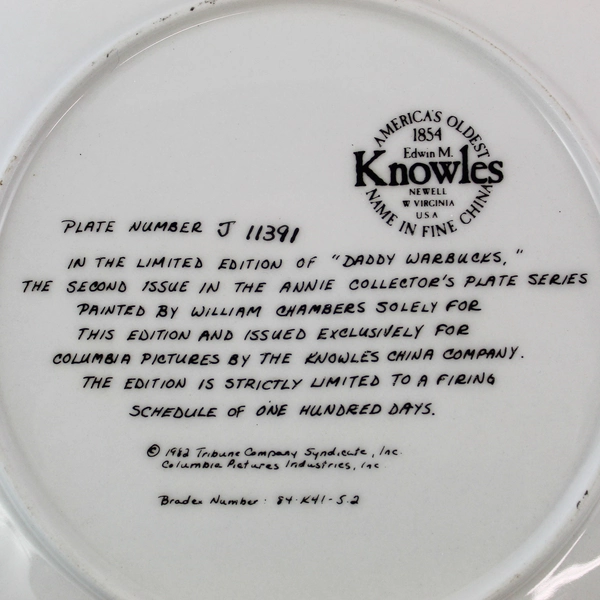 AMERICA'S OLDEST
1854
Edwin M.
Knowles
NEWELL
W VIRGINIA
USA
NAME IN FINE CHINA
PLATE NUMBER J 11391
IN THE LIMITED EDITION OF "DADDY WARBUCKS,"
THE SECOND ISSUE IN THE ANNIE COLLECTOR'S PLATE SERIES
PAINTED BY WILLIAM CHAMBERS SOLELY FOR
THIS EDITION AND ISSUED EXCLUSIVELY FOR
COLUMBIA PICTURES BY THE KNOWLES CHINA COMPANY.
THE EDITION IS STRICTLY LIMITED TO A FIRING
SCHEDULE OF ONE HUNDRED DAYS.
© 1982 Tribune Company Syndicate, Inc.
Columbia Pictures Industries, Inc
Bradex Number: 84-K41-5.2